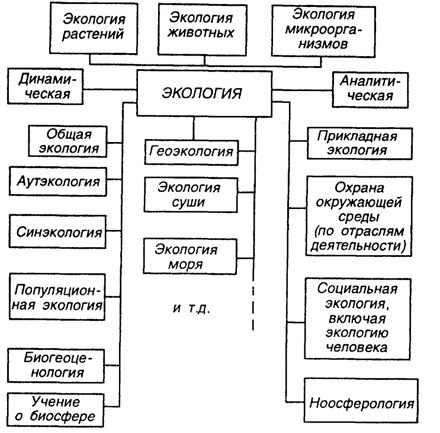 Экология
растений
Экология
животных
Экология
микроорга-
низмов
Динами-
ческая
ЭКОЛОГИЯ
Аналити-
ческая
Общая
экология
Аутэкология
Синэкология
Популяцион-
ная экология
Биогеоце-
нология
Учение
о биосфере
Геоэкология
Экология
суши
Экология
моря
и т.д.
Прикладная
экология
Охрана
окружающей
среды
(по отраслям
деятельности)
Социальная
экология,
включая
экологию
человека
Ноосферология